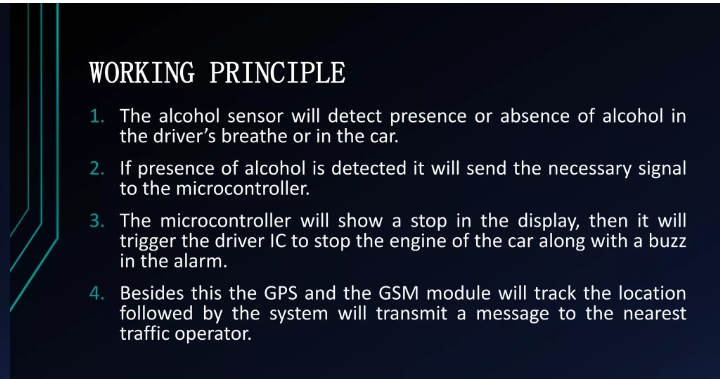 WORKING PRINCIPLE
1. The alcohol sensor will detect presence or absence of alcohol in
the driver's breathe or in the car.
2. If presence of alcohol is detected it will send the necessary signal
to the microcontroller.
3. The microcontroller will show a stop in the display, then it will
trigger the driver IC to stop the engine of the car along with a buzz
in the alarm.
4. Besides this the GPS and the GSM module will track the location
followed by the system will transmit a message to the nearest
traffic operator.